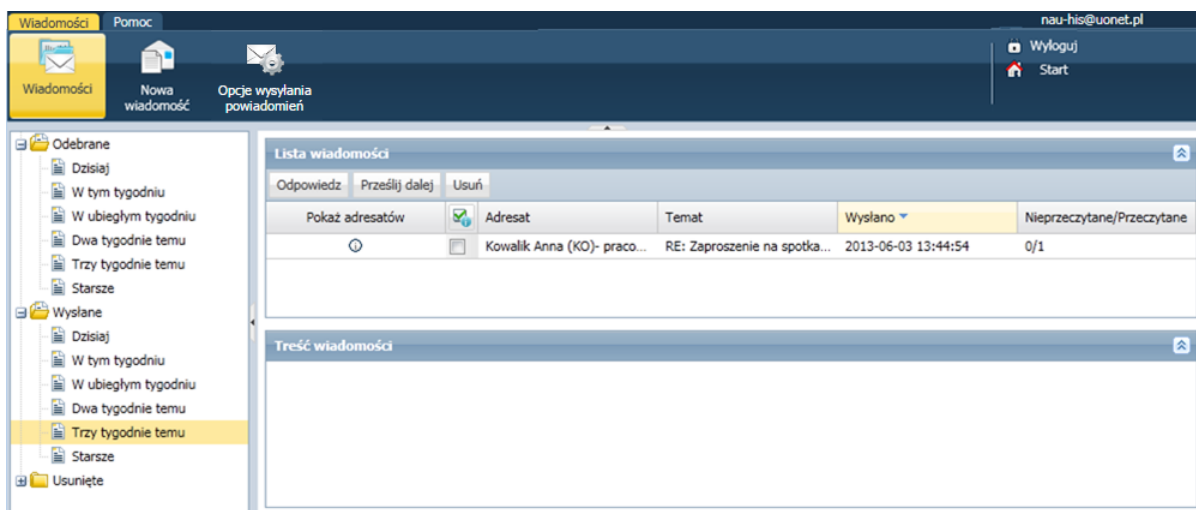 Wiadomości Pomoc nau-his@uonet.pl
Wyloguj
Start
Wiadomości Nowa wiadomość Opcje wysyłania powiadomień
Odebrane
Dzisiaj
W tym tygodniu
W ubiegłym tygodniu
Dwa tygodnie temu
Trzy tygodnie temu
Starsze
Wysłane
Dzisiaj
W tym tygodniu
W ubiegłym tygodniu
Dwa tygodnie temu
Trzy tygodnie temu
Starsze
Usunięte
Lista wiadomości
Odpowiedz Prześlij dalej Usuń
Pokaż adresatów Adresat Temat Wysłano Nieprzeczytane/Przeczytane
Kowalik Anna (KO)- praco... RE: Zaproszenie na spotka... 2013-06-03 13:44:54 0/1
Treść wiadomości